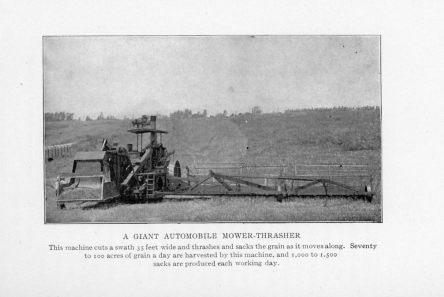 A GIANT AUTOMOBILE MOWER-THRASHER
This machine cuts a swath 35 feet wide and thrashes and sacks the grain as it moves along. Seventy
to 100 acres of grain a day are harvested by this machine, and 1,000 to 1,500
sacks are produced each working day.